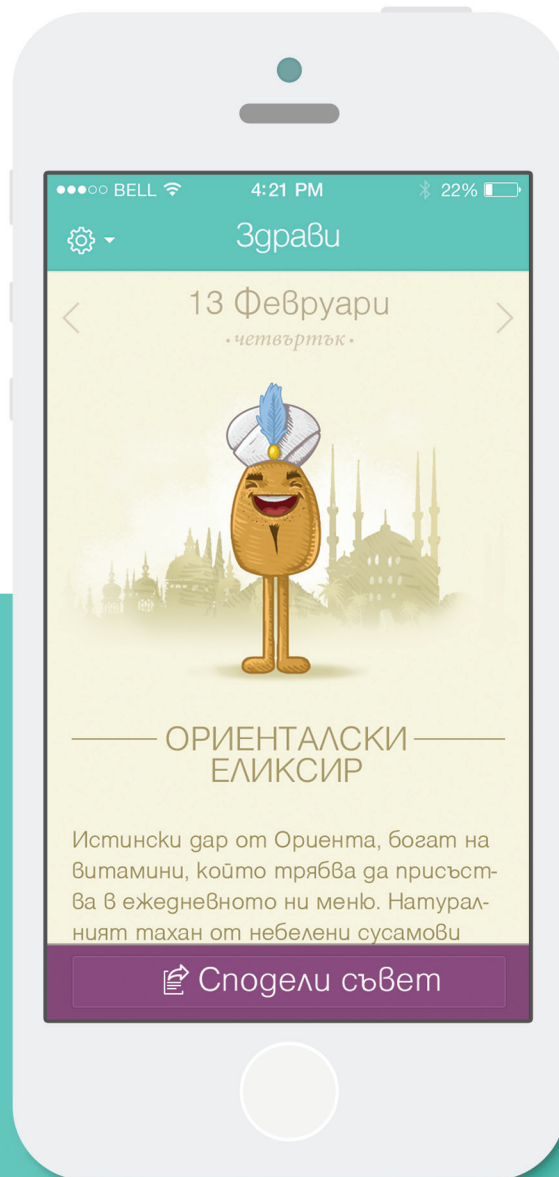 BELL 4:21 PM 22%
Здрави
13 Февруари
•четвъртък•
ОРИЕНТАЛСКИ
ЕЛИКСИР
Истински дар от Ориента, богат на
витамини, който трябва да присъст-
ва в ежедневното ни меню. Натурал-
ният тахан от небелени сусамови
Сподели съвет